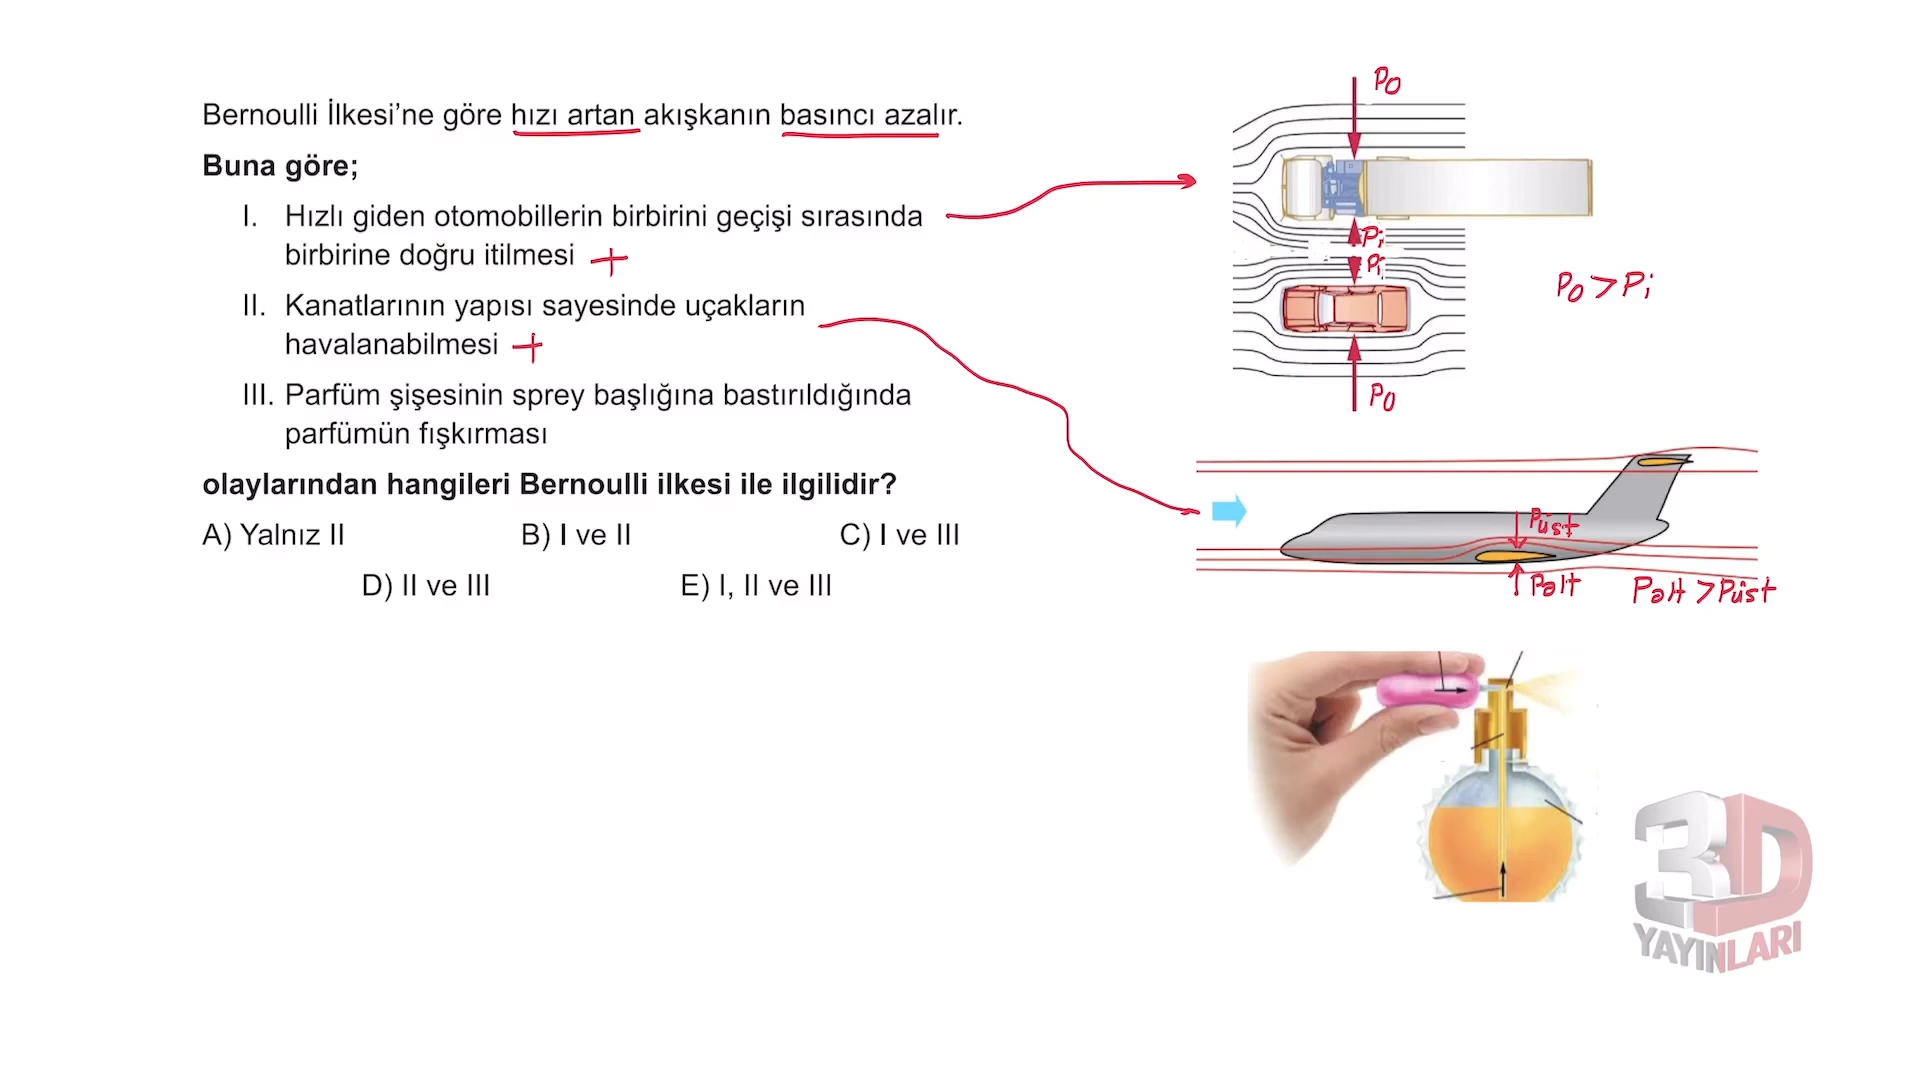 Bernoulli İlkesi’ne göre hızı artan akışkanın basıncı azalır.
Buna göre;
I. Hızlı giden otomobillerin birbirini geçişi sırasında
birbirine doğru itilmesi +
II. Kanatlarının yapısı sayesinde uçakların
havalanabilmesi +
III. Parfüm şişesinin sprey başlığına bastırıldığında
parfümün fışkırması
olaylarından hangileri Bernoulli ilkesi ile ilgilidir?
A) Yalnız II B) I ve II C) I ve III
D) II ve III E) I, II ve III
P0
Pi
Pi
P0 > Pi
P0
Püst
Palt
Palt > Püst
3D
YAYINLARI